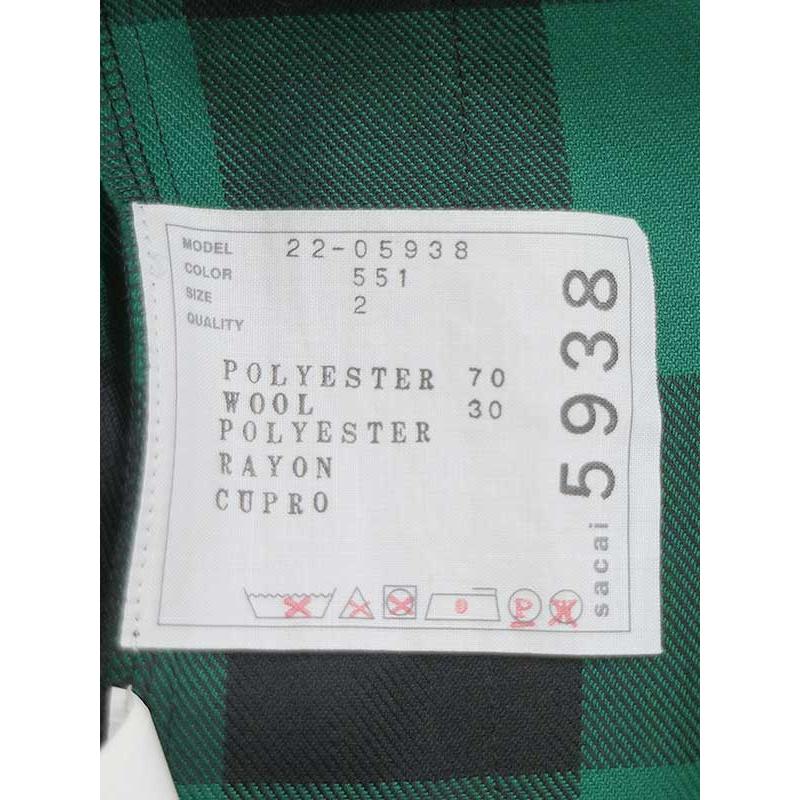 MODEL 22-05938
COLOR 551
SIZE 2
QUALITY
POLYESTER 70
WOOL 30
POLYESTER
RAYON
CUPRO
P W
sacai 5938